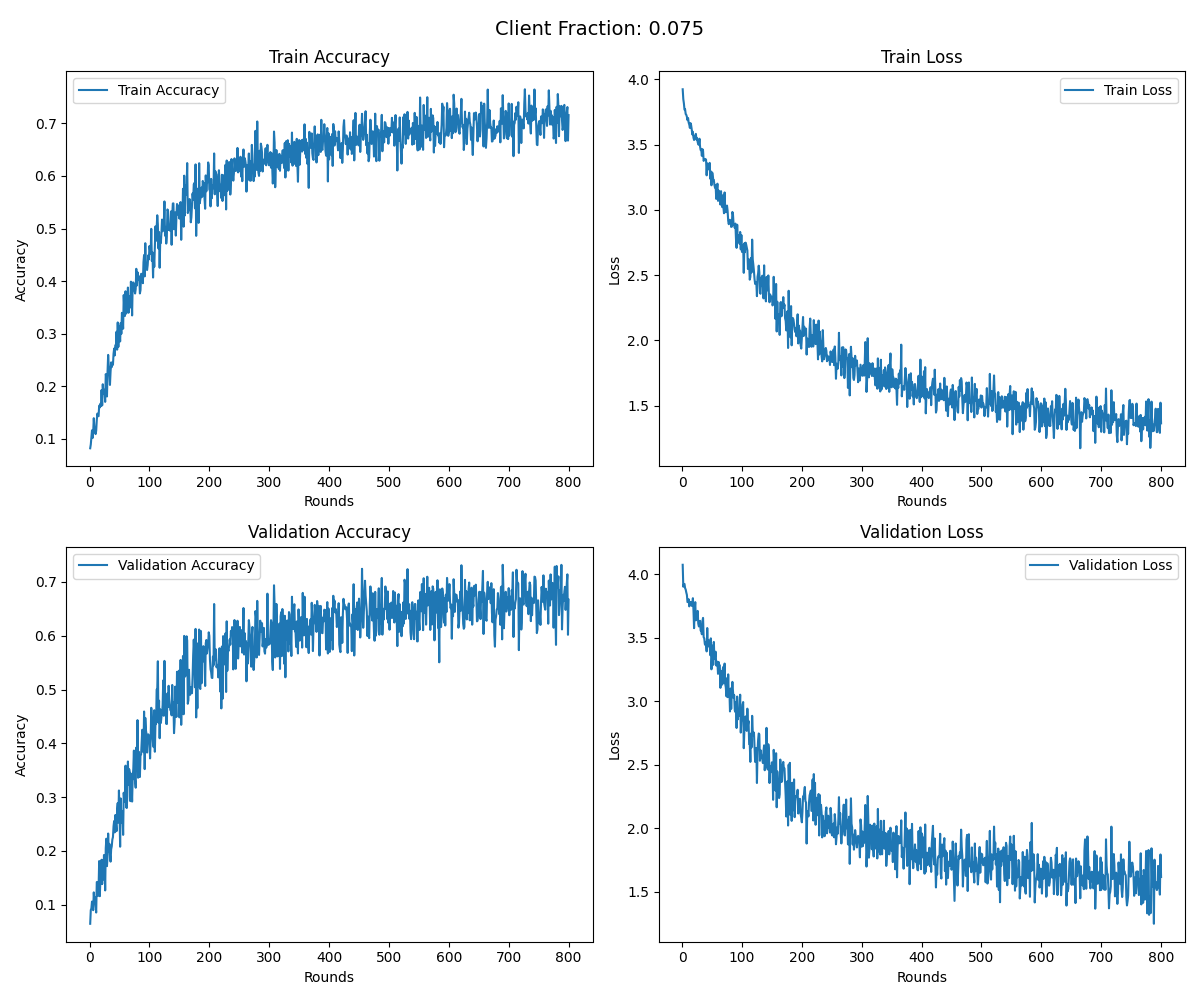 Client Fraction: 0.075
Train Accuracy
Train Accuracy
Accuracy
0.7
0.6
0.5
0.4
0.3
0.2
0.1
0 100 200 300 400 500 600 700 800
Rounds
Train Loss
Train Loss
Loss
4.0
3.5
3.0
2.5
2.0
1.5
0 100 200 300 400 500 600 700 800
Rounds
Validation Accuracy
Validation Accuracy
Accuracy
0.7
0.6
0.5
0.4
0.3
0.2
0.1
0 100 200 300 400 500 600 700 800
Rounds
Validation Loss
Validation Loss
Loss
4.0
3.5
3.0
2.5
2.0
1.5
0 100 200 300 400 500 600 700 800
Rounds